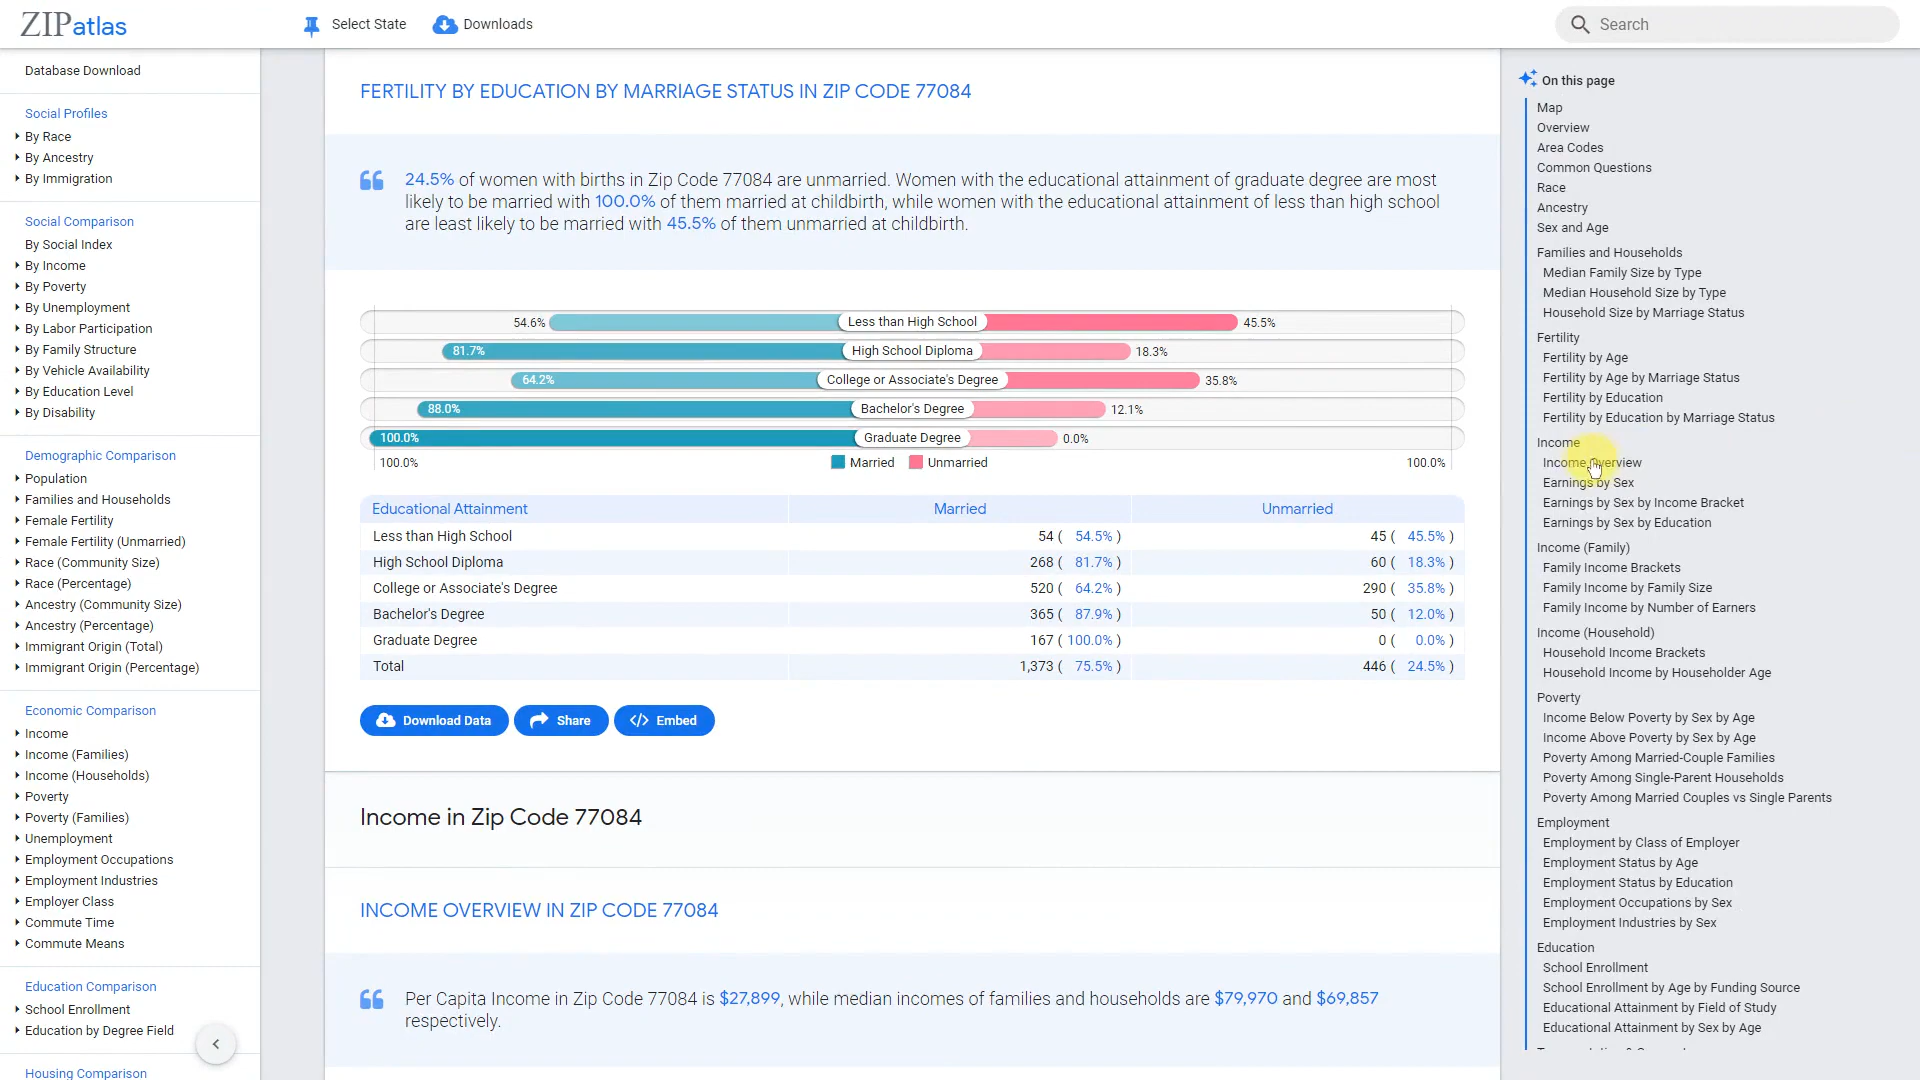 ZIPatlas
Select State
Downloads
Search
Database Download
Social Profiles
By Race
By Ancestry
By Immigration
Social Comparison
By Social Index
By Income
By Poverty
By Unemployment
By Labor Participation
By Family Structure
By Vehicle Availability
By Education Level
By Disability
Demographic Comparison
Population
Families and Households
Female Fertility
Female Fertility (Unmarried)
Race (Community Size)
Race (Percentage)
Ancestry (Community Size)
Ancestry (Percentage)
Immigrant Origin (Total)
Immigrant Origin (Percentage)
Economic Comparison
Income
Income (Families)
Income (Households)
Poverty
Poverty (Families)
Unemployment
Employment Occupations
Employment Industries
Employer Class
Commute Time
Commute Means
Education Comparison
School Enrollment
Education by Degree Field
Housing Comparison
FERTILITY BY EDUCATION BY MARRIAGE STATUS IN ZIP CODE 77084
24.5% of women with births in Zip Code 77084 are unmarried. Women with the educational attainment of graduate degree are most
likely to be married with 100.0% of them married at childbirth, while women with the educational attainment of less than high school
are least likely to be married with 45.5% of them unmarried at childbirth.
54.6% Less than High School 45.5%
81.7% High School Diploma 18.3%
64.2% College or Associate's Degree 35.8%
88.0% Bachelor's Degree 12.1%
100.0% Graduate Degree 0.0%
100.0% Married Unmarried 100.0%
Educational Attainment Married Unmarried
Less than High School 54 ( 54.5% ) 45 ( 45.5% )
High School Diploma 268 ( 81.7% ) 60 ( 18.3% )
College or Associate's Degree 520 ( 64.2% ) 290 ( 35.8% )
Bachelor's Degree 365 ( 87.9% ) 50 ( 12.0% )
Graduate Degree 167 ( 100.0% ) 0 ( 0.0% )
Total 1,373 ( 75.5% ) 446 ( 24.5% )
Download Data
Share
Embed
Income in Zip Code 77084
INCOME OVERVIEW IN ZIP CODE 77084
Per Capita Income in Zip Code 77084 is $27,899, while median incomes of families and households are $79,970 and $69,857
respectively.
On this page
Map
Overview
Area Codes
Common Questions
Race
Ancestry
Sex and Age
Families and Households
Median Family Size by Type
Median Household Size by Type
Household Size by Marriage Status
Fertility
Fertility by Age
Fertility by Age by Marriage Status
Fertility by Education
Fertility by Education by Marriage Status
Income
Income Overview
Earnings by Sex
Earnings by Sex by Income Bracket
Earnings by Sex by Education
Income (Family)
Family Income Brackets
Family Income by Family Size
Family Income by Number of Earners
Income (Household)
Household Income Brackets
Household Income by Householder Age
Poverty
Income Below Poverty by Sex by Age
Income Above Poverty by Sex by Age
Poverty Among Married-Couple Families
Poverty Among Single-Parent Households
Poverty Among Married Couples vs Single Parents
Employment
Employment by Class of Employer
Employment Status by Age
Employment Status by Education
Employment Occupations by Sex
Employment Industries by Sex
Education
School Enrollment
School Enrollment by Age by Funding Source
Educational Attainment by Field of Study
Educational Attainment by Sex by Age